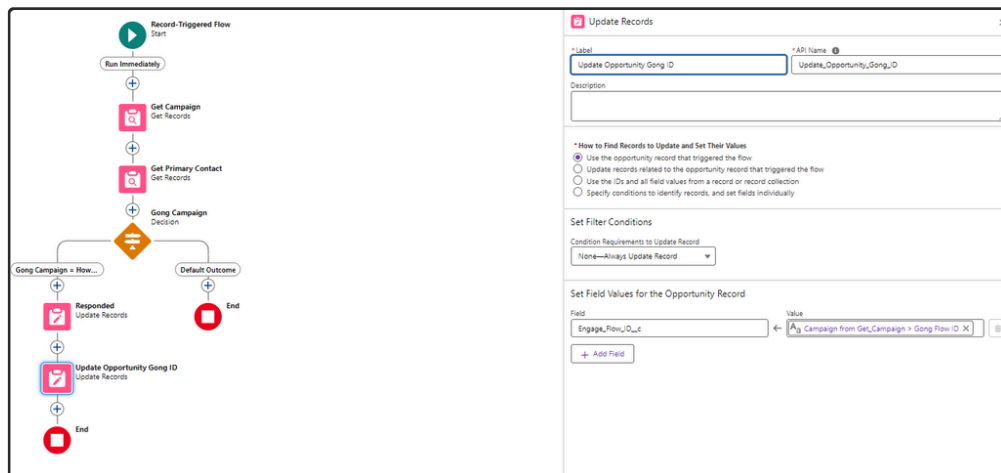 Record-Triggered Flow
Start
Run Immediately
Get Campaign
Get Records
Get Primary Contact
Get Records
Gong Campaign
Decision
Gong Campaign = How...
Default Outcome
Responded
Update Records
End
Update Opportunity Gong ID
Update Records
End
Update Records
*Label
Update Opportunity Gong ID
*API Name
Update_Opportunity_Gong_ID
Description
*How to Find Records to Update and Set Their Values
Use the opportunity record that triggered the flow
Update records related to the opportunity record that triggered the flow
Use the IDs and all field values from a record or record collection
Specify conditions to identify records, and set fields individually
Set Filter Conditions
Condition Requirements to Update Record
None—Always Update Record
Set Field Values for the Opportunity Record
Field
Engage_Flow_ID__c
Value
Aa Campaign from Get_Campaign > Gong Flow ID
+ Add Field